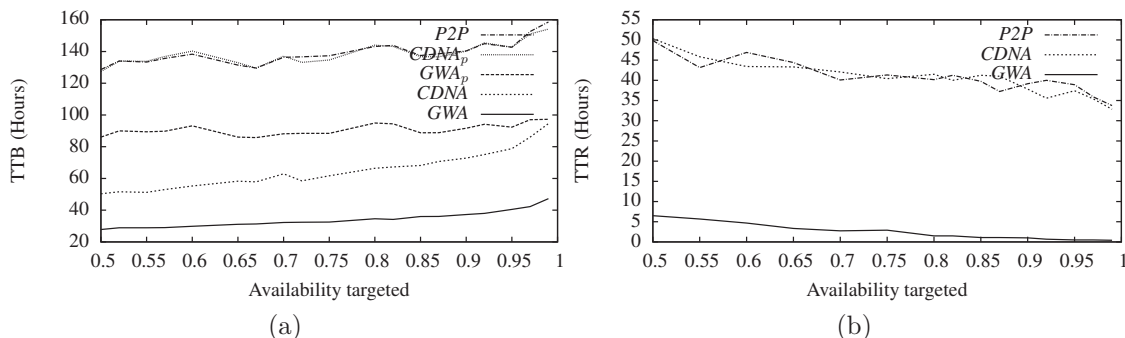 160
140
120
100
80
60
40
20
TTB (Hours)
P2P
CDNAp
GWAp
CDNA
GWA
0.5 0.55 0.6 0.65 0.7 0.75 0.8 0.85 0.9 0.95 1
Availability targeted
(a)
55
50
45
40
35
30
25
20
15
10
5
0
TTR (Hours)
P2P
CDNA
GWA
0.5 0.55 0.6 0.65 0.7 0.75 0.8 0.85 0.9 0.95 1
Availability targeted
(b)